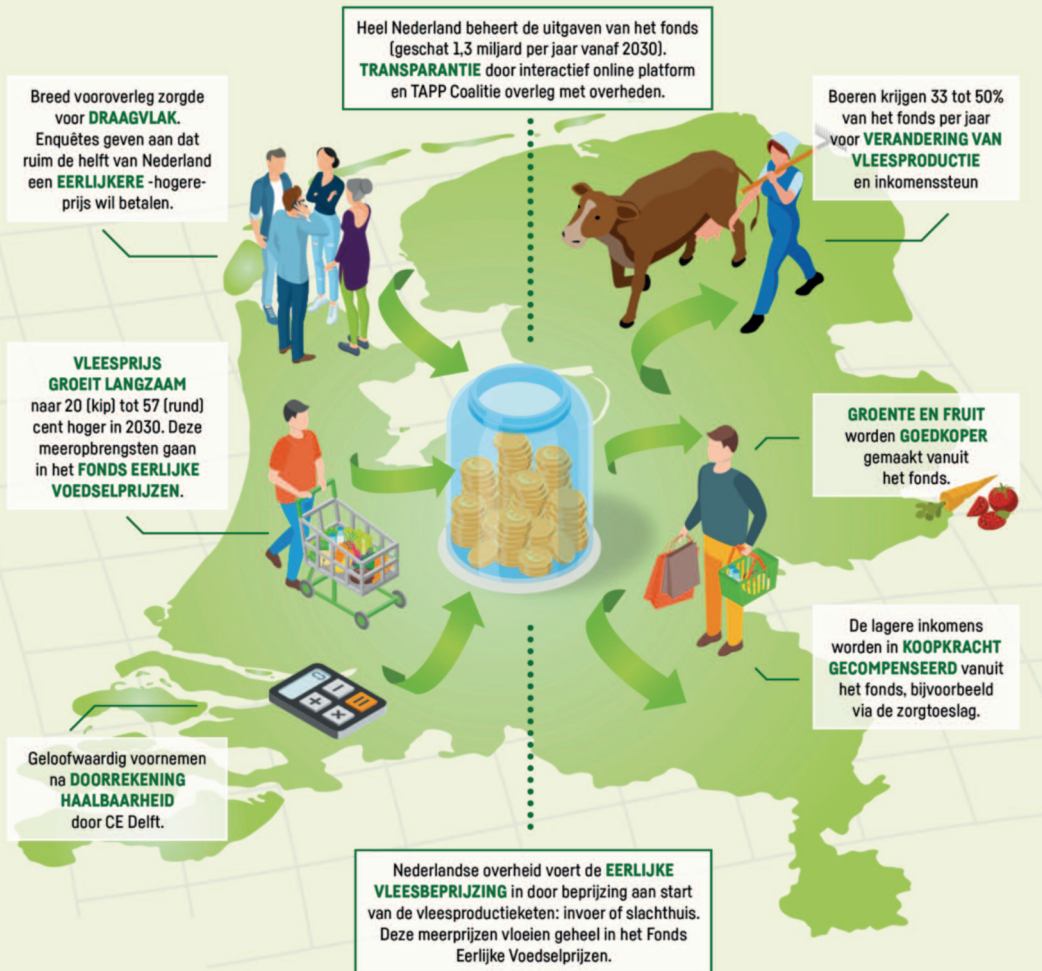 Heel Nederland beheert de uitgaven van het fonds
(geschat 1,3 miljard per jaar vanaf 2030).
TRANSPARANTIE door interactief online platform
en TAPP Coalitie overleg met overheden.
Breed vooroverleg zorgde
voor DRAAGVLAK.
Enquêtes geven aan dat
ruim de helft van Nederland
een EERLIJKERE -hogere-
prijs wil betalen.
Boeren krijgen 33 tot 50%
van het fonds per jaar
voor VERANDERING VAN
VLEESPRODUCTIE
en inkomenssteun
VLEESPRIJS
GROEIT LANGZAAM
naar 20 (kip) tot 57 (rund)
cent hoger in 2030. Deze
meeropbrengsten gaan
in het FONDS EERLIJKE
VOEDSELPRIJZEN.
GROENTE EN FRUIT
worden GOEDKOPER
gemaakt vanuit
het fonds.
De lagere inkomens
worden in KOOPKRACHT
GECOMPENSEERD vanuit
het fonds, bijvoorbeeld
via de zorgtoeslag.
Geloofwaardig voornemen
na DOORREKENING
HAALBAARHEID
door CE Delft.
Nederlandse overheid voert de EERLIJKE
VLEESBEPRIJZING in door beprijzing aan start
van de vleesproductieketen: invoer of slachthuis.
Deze meerprijzen vloeien geheel in het Fonds
Eerlijke Voedselprijzen.